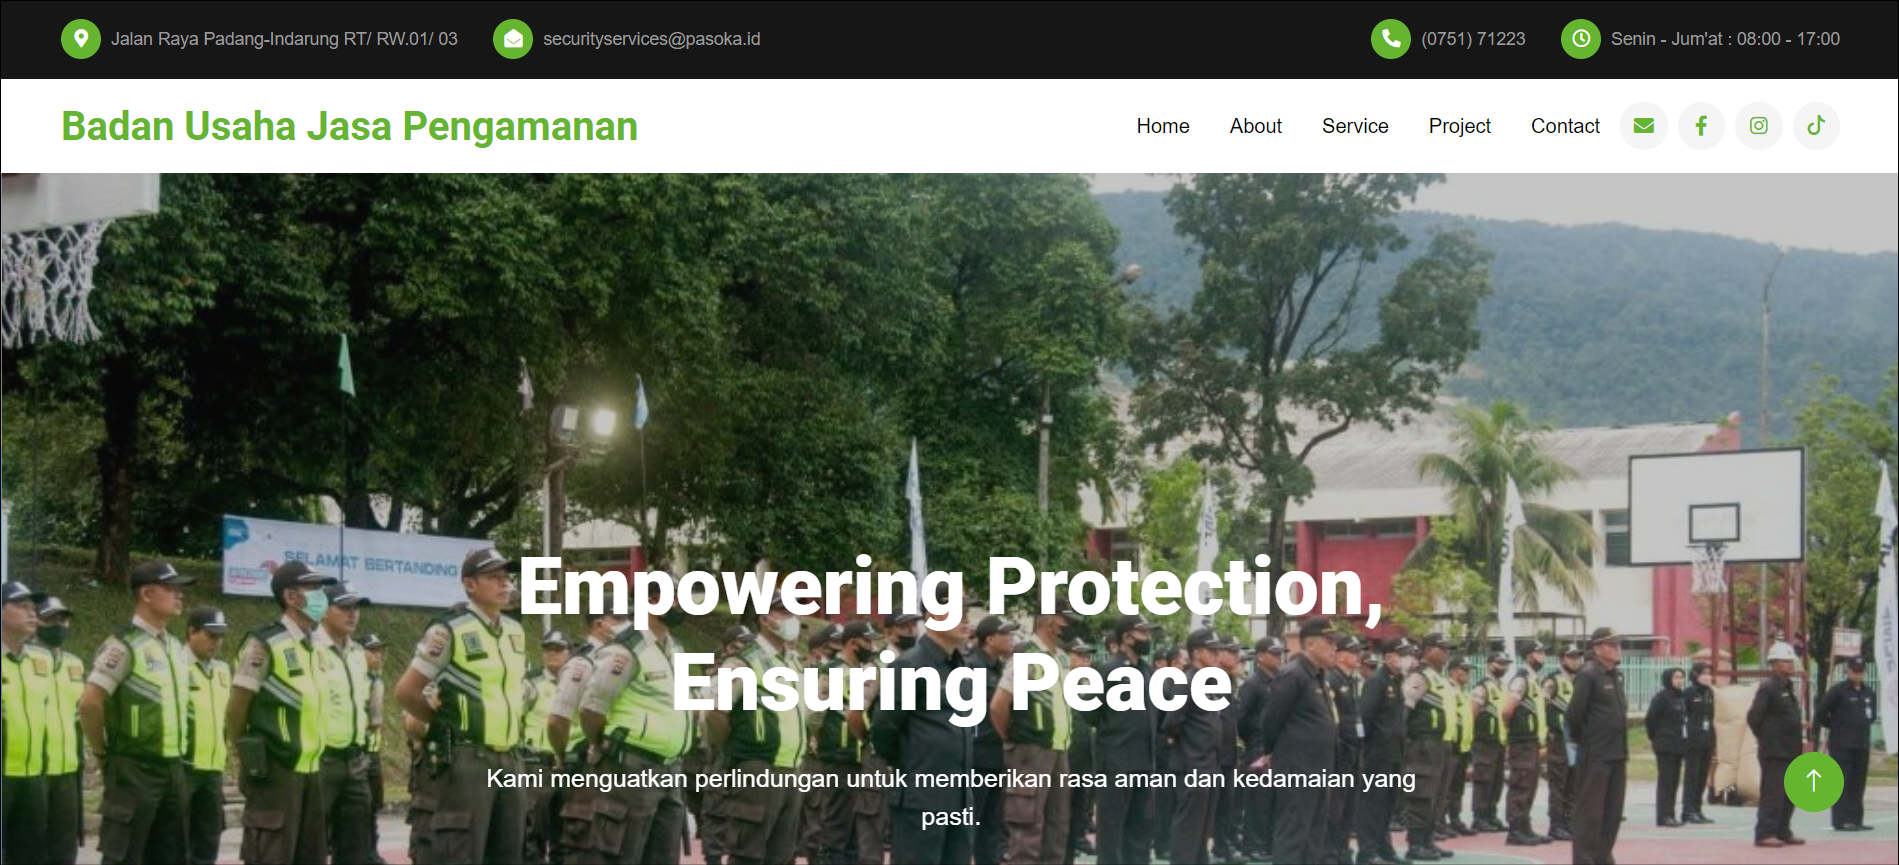 Jalan Raya Padang-Indarung RT/ RW.01/ 03
securityservices@pasoka.id
(0751) 71223
Senin - Jum'at : 08:00 - 17:00
Badan Usaha Jasa Pengamanan
Home
About
Service
Project
Contact
SELAMAT BERTANDING
Empowering Protection,
Ensuring Peace
Kami menguatkan perlindungan untuk memberikan rasa aman dan kedamaian yang
pasti.